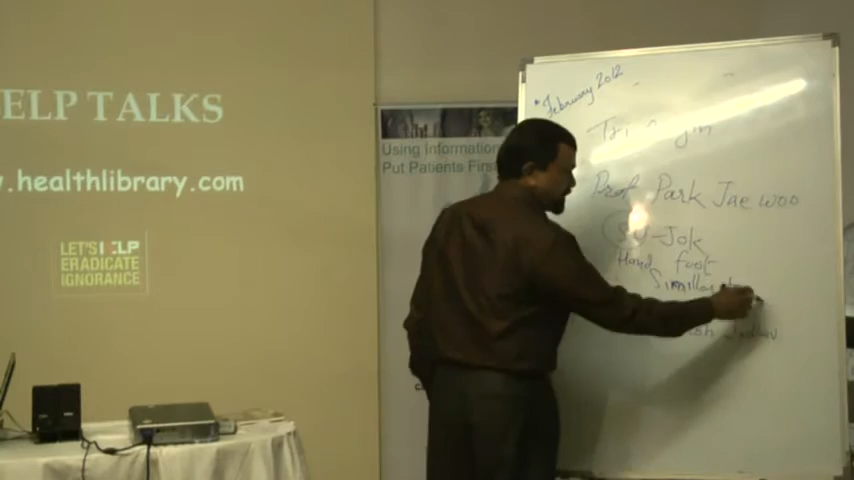 ELP TALKS
.healthlibrary.com
LET'S HELP
ERADICATE
IGNORANCE
Using Information
Put Patients First
* February 2012
Prof Park Jae woo
Su-Jok
Hand foot